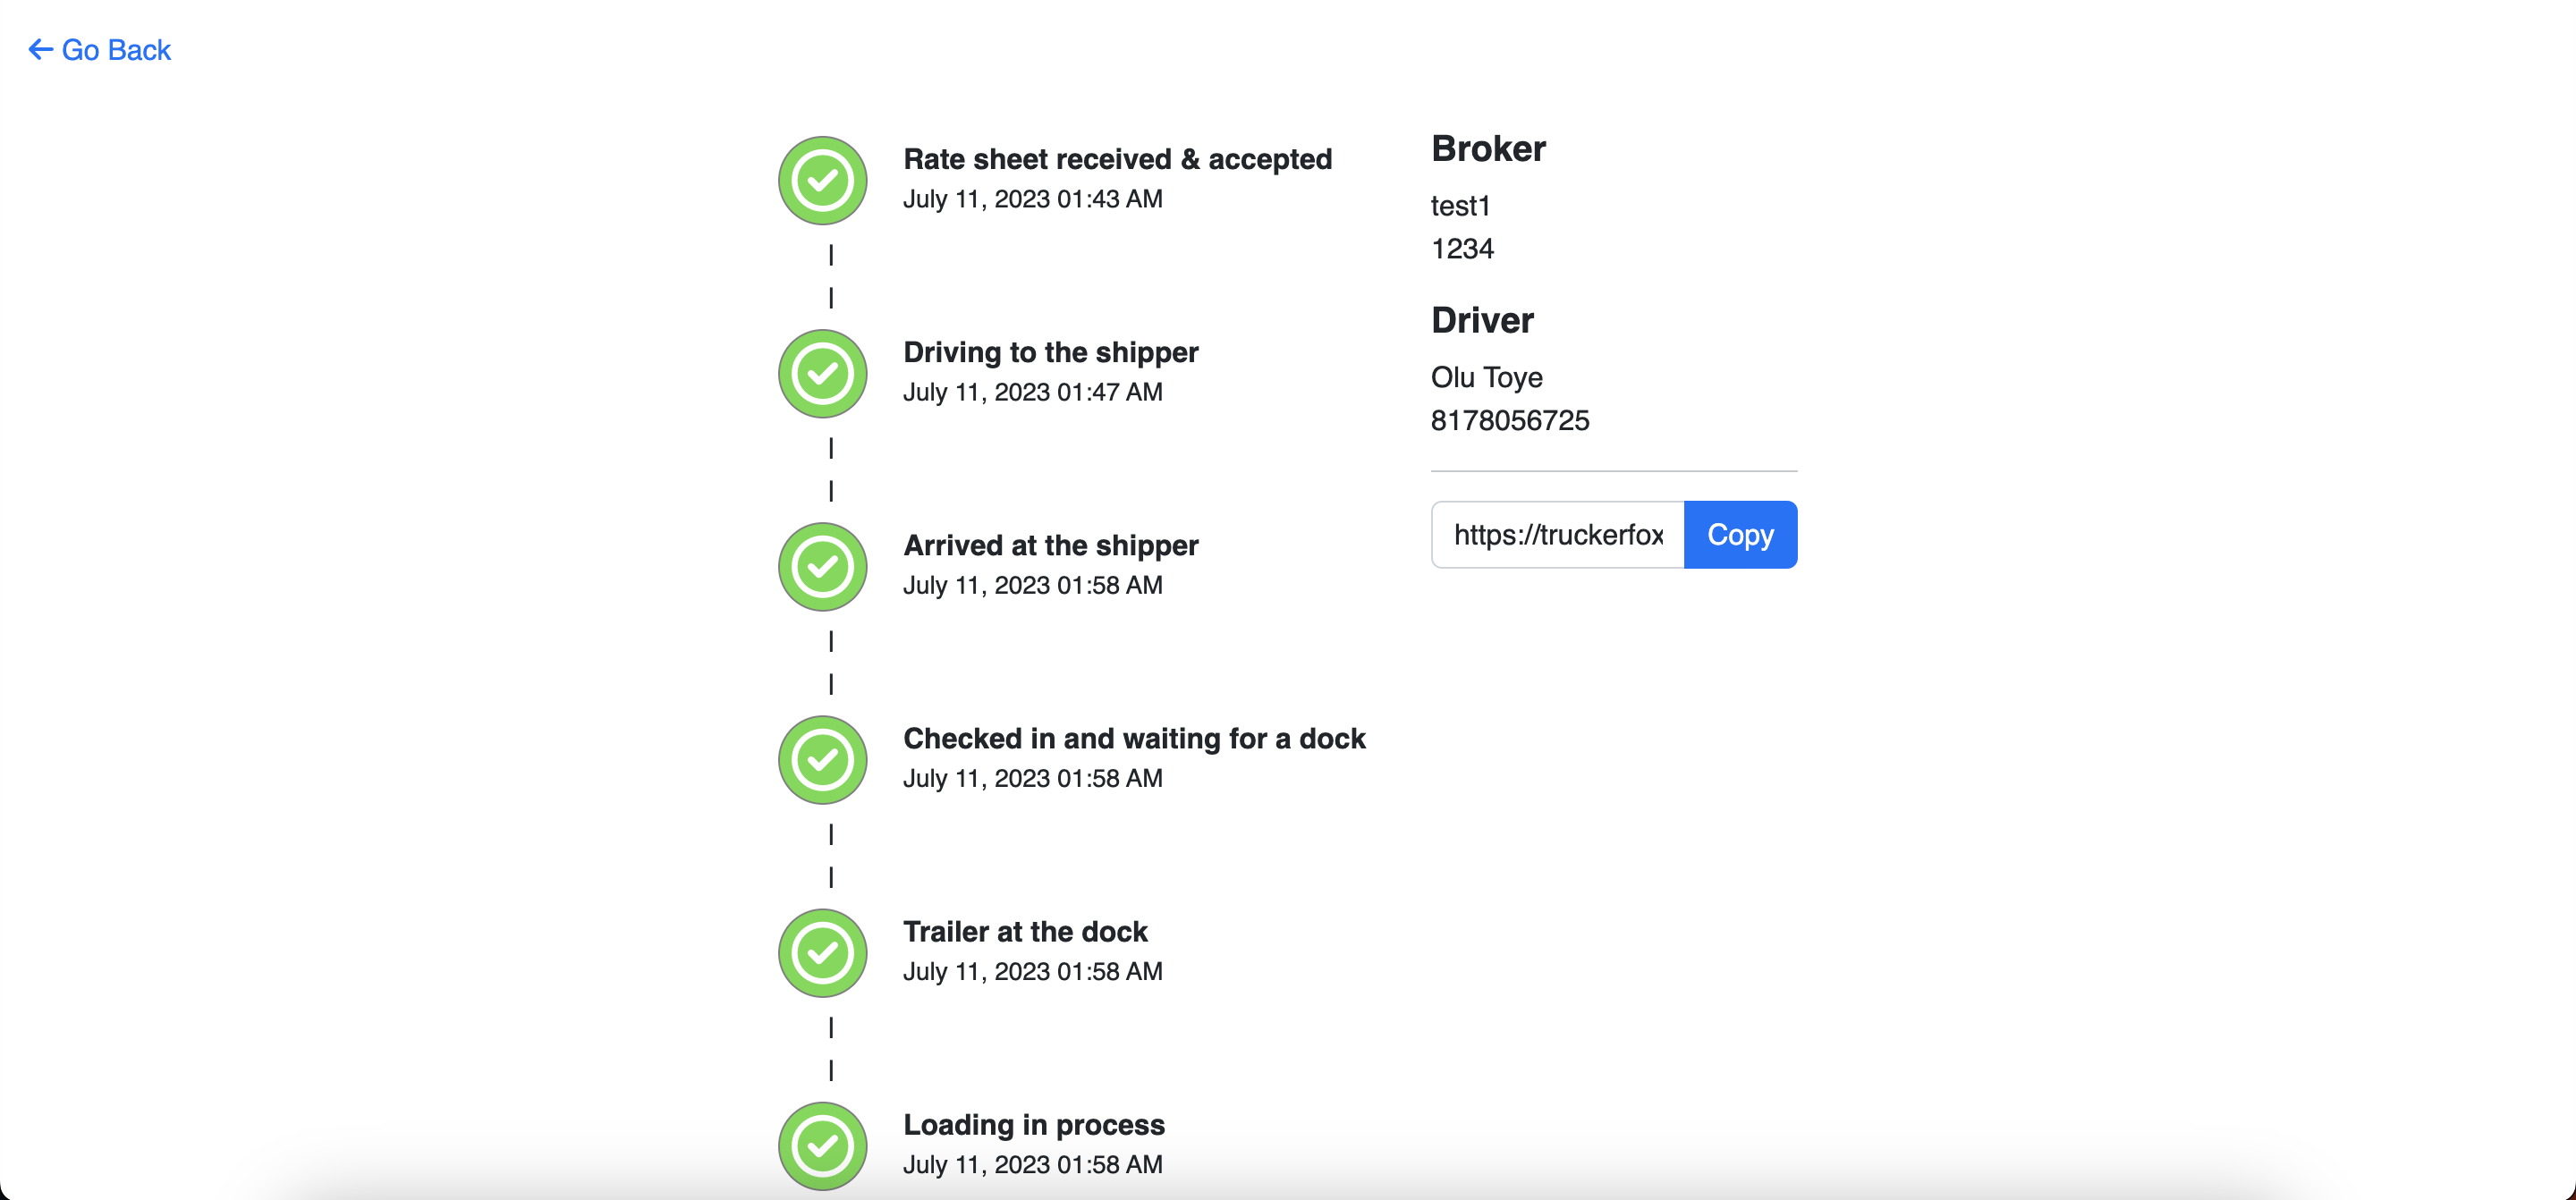 Go Back
Rate sheet received & accepted
July 11, 2023 01:43 AM
Driving to the shipper
July 11, 2023 01:47 AM
Arrived at the shipper
July 11, 2023 01:58 AM
Checked in and waiting for a dock
July 11, 2023 01:58 AM
Trailer at the dock
July 11, 2023 01:58 AM
Loading in process
July 11, 2023 01:58 AM
Broker
test1
1234
Driver
Olu Toye
8178056725
https://truckerfox
Copy